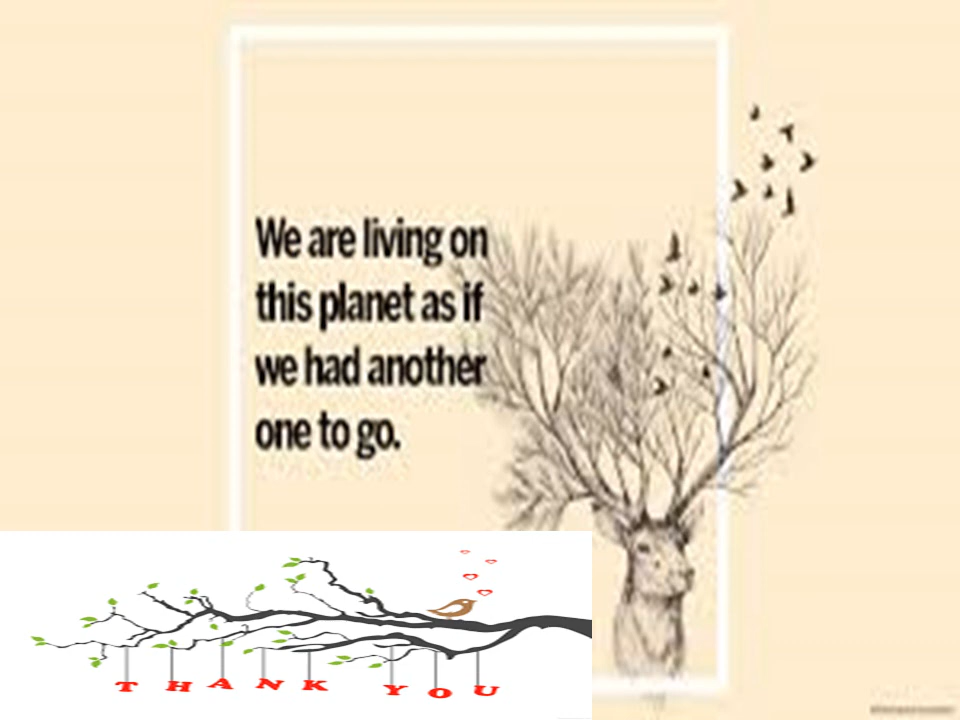 We are living on
this planet as if
we had another
one to go.
THANK YOU